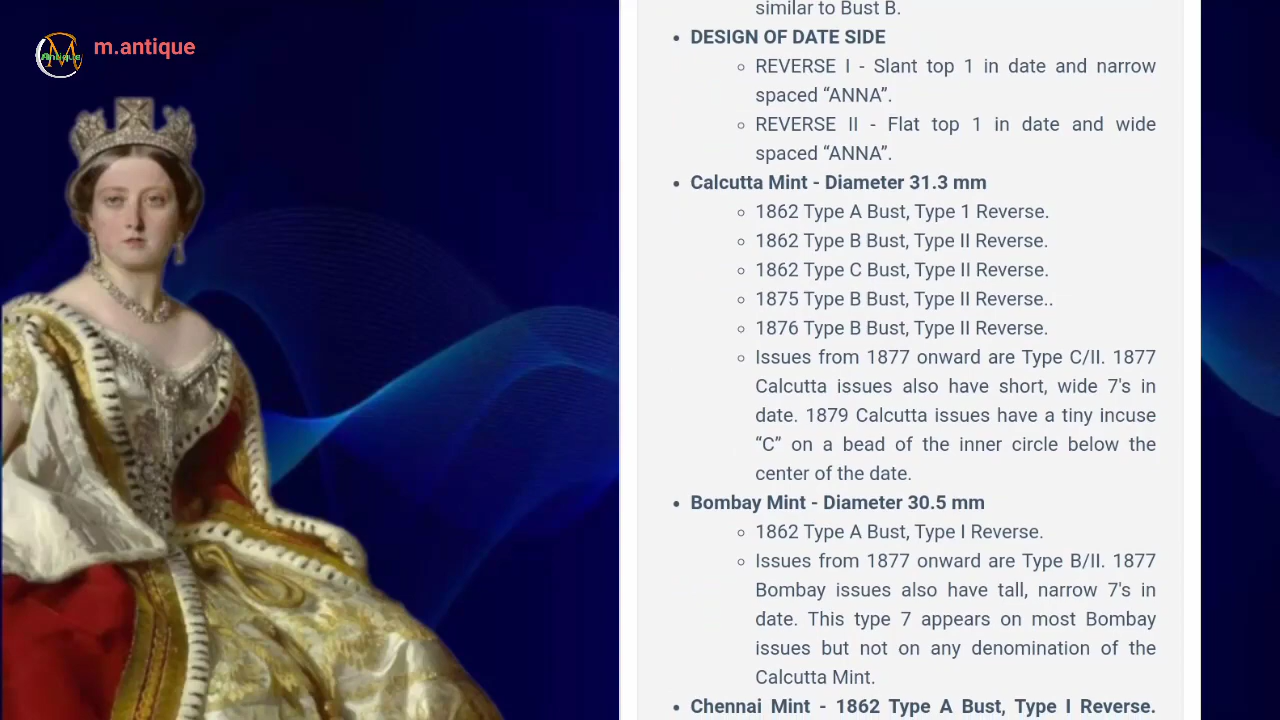 Antique
m.antique
similar to Bust B.
• DESIGN OF DATE SIDE
◦ REVERSE I - Slant top 1 in date and narrow
spaced “ANNA”.
◦ REVERSE II - Flat top 1 in date and wide
spaced “ANNA”.
• Calcutta Mint - Diameter 31.3 mm
◦ 1862 Type A Bust, Type 1 Reverse.
◦ 1862 Type B Bust, Type II Reverse.
◦ 1862 Type C Bust, Type II Reverse.
◦ 1875 Type B Bust, Type II Reverse..
◦ 1876 Type B Bust, Type II Reverse.
◦ Issues from 1877 onward are Type C/II. 1877
Calcutta issues also have short, wide 7's in
date. 1879 Calcutta issues have a tiny incuse
“C” on a bead of the inner circle below the
center of the date.
• Bombay Mint - Diameter 30.5 mm
◦ 1862 Type A Bust, Type I Reverse.
◦ Issues from 1877 onward are Type B/II. 1877
Bombay issues also have tall, narrow 7's in
date. This type 7 appears on most Bombay
issues but not on any denomination of the
Calcutta Mint.
• Chennai Mint - 1862 Type A Bust, Type I Reverse.